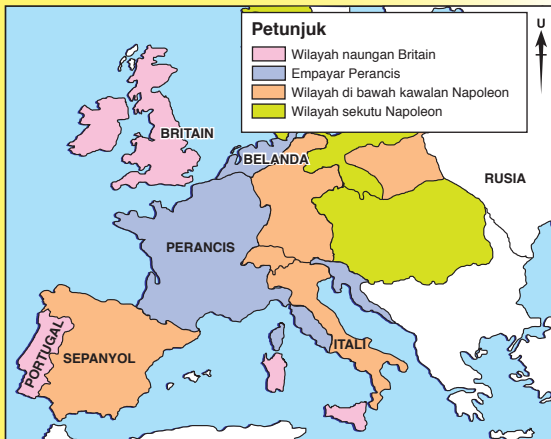 Petunjuk
Wilayah naungan Britain
Empayar Perancis
Wilayah di bawah kawalan Napoleon
Wilayah sekutu Napoleon
U
BRITAIN
BELANDA
RUSIA
PERANCIS
PORTUGAL
SEPANYOL
ITALI